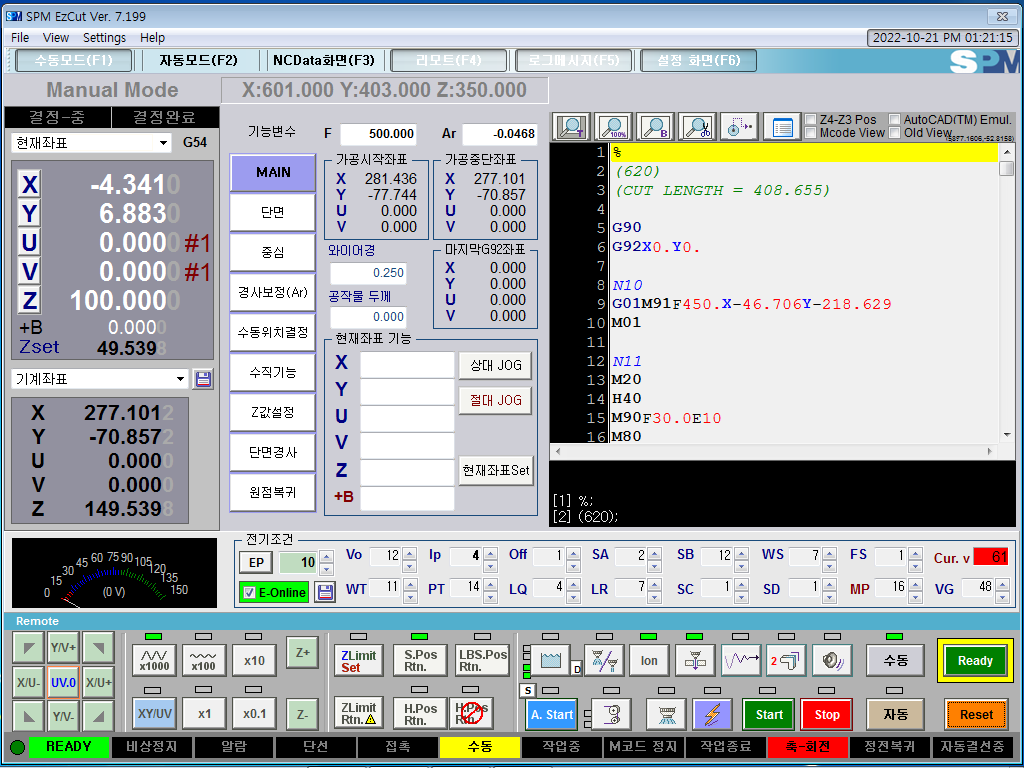 SPM EzCut Ver. 7.199
File View Settings Help
2022-10-21 PM 01:21:15
수동모드(F1) 자동모드(F2) NCData화면(F3) 리모트(F4) 로그메시지(F5) 설정 화면(F6)
SPM
Manual Mode X:601.000 Y:403.000 Z:350.000
결정-중 결정완료
현재좌표 G54
X -4.3410
Y 6.8830
U 0.0000 #1
V 0.0000 #1
Z 100.0000
+B 0.0000
Zset 49.5398
기계좌표
X 277.1012
Y -70.8572
U 0.0000
V 0.0000
Z 149.5398
기능변수 F 500.000 Ar -0.0468
MAIN
단면
중심
경사보정(Ar)
수동위치결정
수직기능
Z값설정
단면경사
원점복귀
가공시작좌표
X 281.436
Y -77.744
U 0.000
V 0.000
가공중단좌표
X 277.101
Y -70.857
U 0.000
V 0.000
와이어경
0.250
공작물 두께
0.000
마지막G92좌표
X 0.000
Y 0.000
U 0.000
V 0.000
현재좌표 기능
X
Y
U
V
Z
+B
상대 JOG
절대 JOG
현재좌표Set
T 100% B
Z4-Z3 Pos AutoCAD(TM) Emul.
Mcode View Old View
1 %
2 (620)
3 (CUT LENGTH = 408.655)
4
5 G90
6 G92X0.Y0.
7
8 N10
9 G01M91F450.X-46.706Y-218.629
10 M01
11
12 N11
13 M20
14 H40
15 M90F30.0E10
16 M80
[1] %;
[2] (620);
0 15 30 45 60 75 90 105 120 135 150
(0 V)
전기조건
EP 10 Vo 12 Ip 4 Off 1 SA 2 SB 12 WS 7 FS 1 Cur. v 61
E-Online WT 11 PT 14 LQ 4 LR 7 SC 1 SD 1 MP 16 VG 48
Remote
Y/V+
X/U- UV.0 X/U+
Y/V-
x1000 x100 x10 Z+
XY/UV x1 x0.1 Z-
ZLimit Set S.Pos Rtn. LBS.Pos Rtn.
ZLimit Rtn. H.Pos Rtn.
D Ion 2 수동 Ready
S A. Start Start Stop 자동 Reset
READY 비상정지 알람 단선 접촉 수동 작업중 M코드 정지 작업종료 축-회전 정전복귀 자동결선중